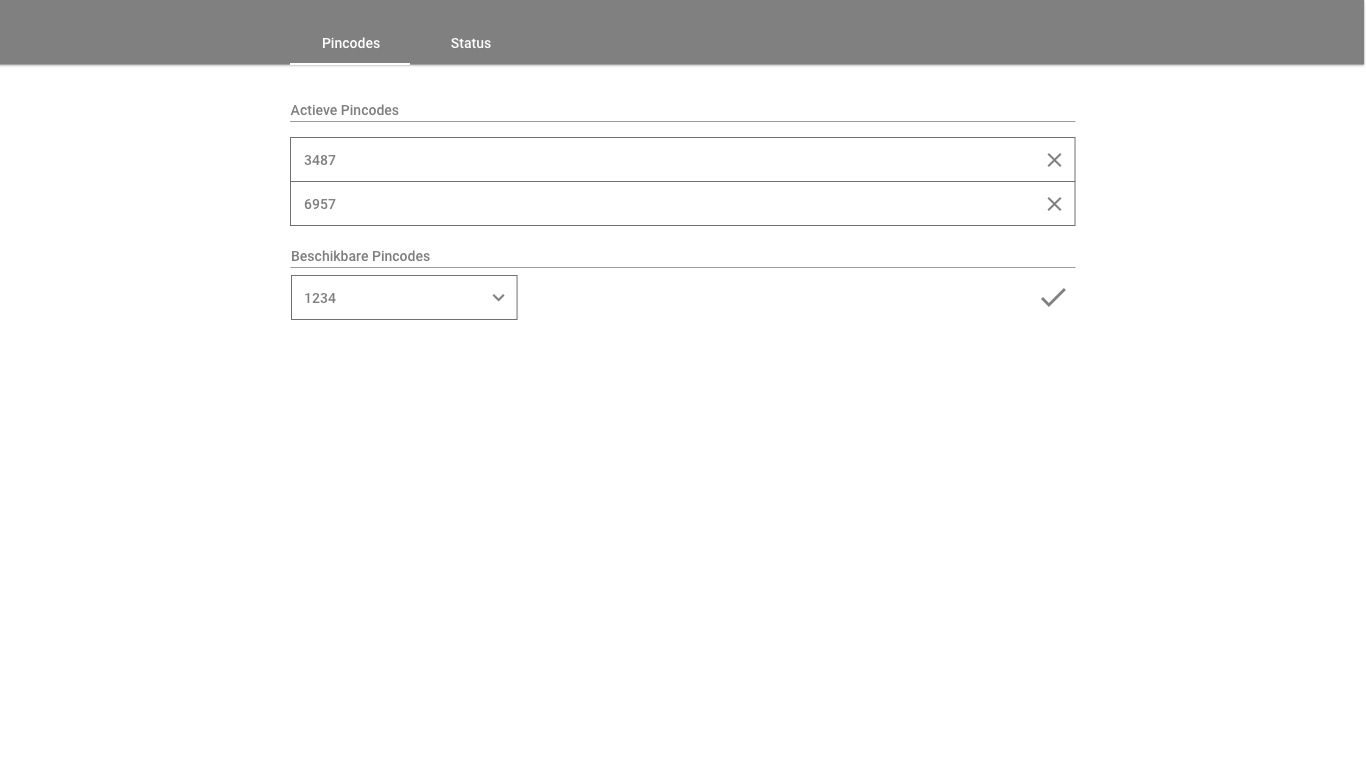 Pincodes Status
Actieve Pincodes
3487
6957
Beschikbare Pincodes
1234